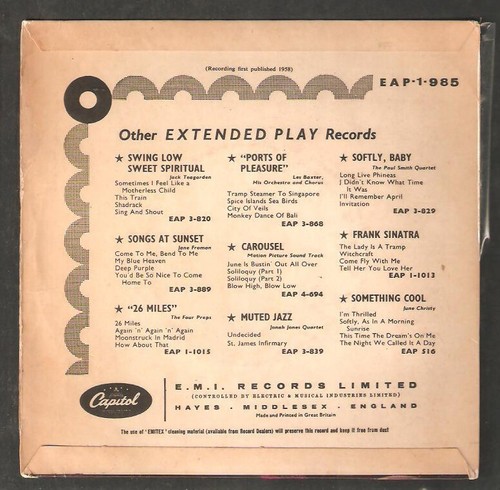 (Recording first published 1958)
EAP-1-985
Other EXTENDED PLAY Records
★ SWING LOW
SWEET SPIRITUAL
Jack Teagarden
Sometimes I Feel Like a
Motherless Child
This Train
Shadrack
Sing And Shout
EAP 3-820
★ SONGS AT SUNSET
Jane Froman
Come To Me, Bend To Me
My Blue Heaven
Deep Purple
You'd Be So Nice To Come
Home To
EAP 3-889
★ "26 MILES"
The Four Preps
26 Miles
Again 'n' Again 'n' Again
Moonstruck In Madrid
How About That
EAP 1-1015
★ "PORTS OF
PLEASURE"
Les Baxter,
His Orchestra and Chorus
Tramp Steamer To Singapore
Spice Islands Sea Birds
City Of Veils
Monkey Dance Of Bali
EAP 3-868
★ CAROUSEL
Motion Picture Sound Track
June Is Bustin' Out All Over
Soliloquy (Part 1)
Soliloquy (Part 2)
Blow High, Blow Low
EAP 4-694
★ MUTED JAZZ
Jonah Jones Quartet
Undecided
St. James Infirmary
EAP 3-839
★ SOFTLY, BABY
The Paul Smith Quartet
Long Live Phineas
I Didn't Know What Time
It Was
I'll Remember April
Invitation
EAP 3-829
★ FRANK SINATRA
The Lady Is A Tramp
Witchcraft
Come Fly With Me
Tell Her You Love Her
EAP 1-1013
★ SOMETHING COOL
June Christy
I'm Thrilled
Softly, As In A Morning
Sunrise
This Time The Dream's On Me
The Night We Called It A Day
EAP 516
Capitol
E.M.I. RECORDS LIMITED
(CONTROLLED BY ELECTRIC & MUSICAL INDUSTRIES LIMITED)
HAYES · MIDDLESEX · ENGLAND
Made and Printed in Great Britain
The use of 'EMITEX' cleaning material (available from Record Dealers) will preserve this record and keep it free from dust